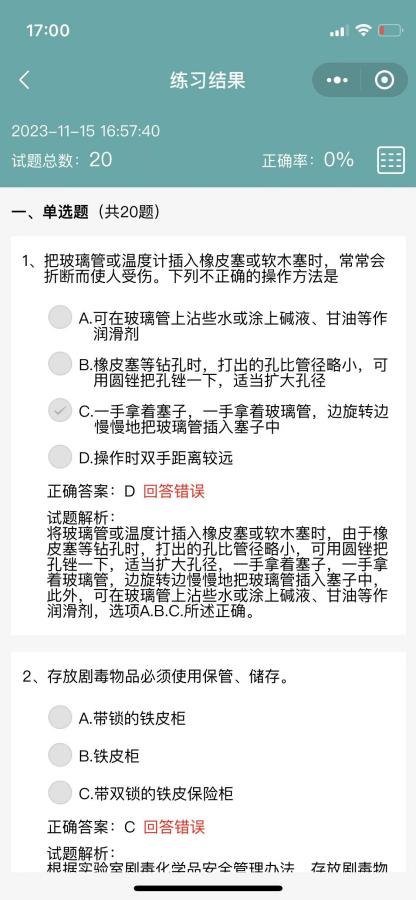 17:00
练习结果
2023-11-15 16:57:40
试题总数：20
正确率：0%
一、单选题（共20题）
1、把玻璃管或温度计插入橡皮塞或软木塞时，常常会
折断而使人受伤。下列不正确的操作方法是
A.可在玻璃管上沾些水或涂上碱液、甘油等作
润滑剂
B.橡皮塞等钻孔时，打出的孔比管径略小，可
用圆锉把孔锉一下，适当扩大孔径
C.一手拿着塞子，一手拿着玻璃管，边旋转边
慢慢地把玻璃管插入塞子中
D.操作时双手距离较远
正确答案：D 回答错误
试题解析：
将玻璃管或温度计插入橡皮塞或软木塞时，由于橡
皮塞等钻孔时，打出的孔比管径略小，可用圆锉把
孔锉一下，适当扩大孔径，一手拿着塞子，一手拿
着玻璃管，边旋转边慢慢地把玻璃管插入塞子中，
此外，可在玻璃管上沾些水或涂上碱液、甘油等作
润滑剂，选项A.B.C.所述正确。
2、存放剧毒物品必须使用保管、储存。
A.带锁的铁皮柜
B.铁皮柜
C.带双锁的铁皮保险柜
正确答案：C 回答错误
试题解析：
根据实验室剧毒化学品安全管理办法，存放剧毒物